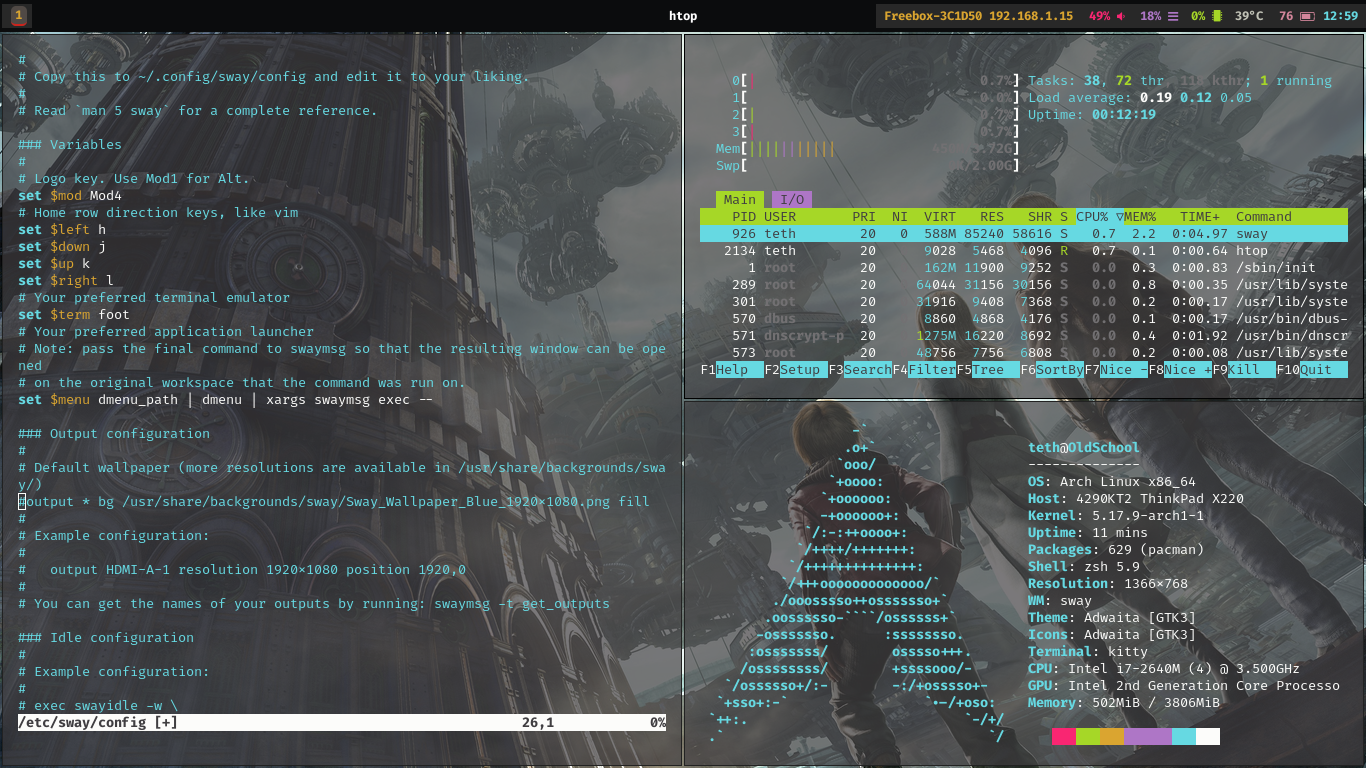 1
htop
Freebox-3C1D50 192.168.1.15 49% 18% 0% 39°C 76 12:59
#
# Copy this to ~/.config/sway/config and edit it to your liking.
#
# Read `man 5 sway` for a complete reference.
### Variables
#
# Logo key. Use Mod1 for Alt.
set $mod Mod4
# Home row direction keys, like vim
set $left h
set $down j
set $up k
set $right l
# Your preferred terminal emulator
set $term foot
# Your preferred application launcher
# Note: pass the final command to swaymsg so that the resulting window can be ope
ned
# on the original workspace that the command was run on.
set $menu dmenu_path | dmenu | xargs swaymsg exec --
### Output configuration
#
# Default wallpaper (more resolutions are available in /usr/share/backgrounds/swa
y/)
#output * bg /usr/share/backgrounds/sway/Sway_Wallpaper_Blue_1920×1080.png fill
#
# Example configuration:
#
#   output HDMI-A-1 resolution 1920×1080 position 1920,0
#
# You can get the names of your outputs by running: swaymsg -t get_outputs
### Idle configuration
#
# Example configuration:
#
# exec swayidle -w \
/etc/sway/config [+] 26,1 0%
0[ 0.7%] Tasks: 38, 72 thr, 118 kthr; 1 running
1[ 0.0%] Load average: 0.19 0.12 0.05
2[ 0.7%] Uptime: 00:12:19
3[ 0.7%]
Mem[ 3.72G]
Swp[ /2.00G]
Main I/O
PID USER PRI NI VIRT RES SHR S CPU% ▽MEM% TIME+ Command
926 teth 20 0 588M 85240 58616 S 0.7 2.2 0:04.97 sway
2134 teth 20 9028 5468 4096 R 0.7 0.1 0:00.64 htop
1 root 20 162M 11900 9252 S 0.0 0.3 0:00.83 /sbin/init
289 root 20 64044 31156 30156 S 0.0 0.8 0:00.35 /usr/lib/syste
301 root 20 31916 9408 7368 S 0.0 0.2 0:00.17 /usr/lib/syste
570 dbus 20 8860 4868 4176 S 0.0 0.1 0:00.17 /usr/bin/dbus-
571 dnscrypt-p 20 1275M 16220 8692 S 0.0 0.4 0:01.92 /usr/bin/dnscr
573 root 20 48756 7756 6808 S 0.0 0.2 0:00.08 /usr/lib/syste
F1Help F2Setup F3SearchF4FilterF5Tree F6SortByF7Nice -F8Nice +F9Kill F10Quit
teth@OldSchool
--------------
OS: Arch Linux x86_64
Host: 4290KT2 ThinkPad X220
Kernel: 5.17.9-arch1-1
Uptime: 11 mins
Packages: 629 (pacman)
Shell: zsh 5.9
Resolution: 1366×768
WM: sway
Theme: Adwaita [GTK3]
Icons: Adwaita [GTK3]
Terminal: kitty
CPU: Intel i7-2640M (4) @ 3.500GHz
GPU: Intel 2nd Generation Core Processo
Memory: 502MiB / 3806MiB